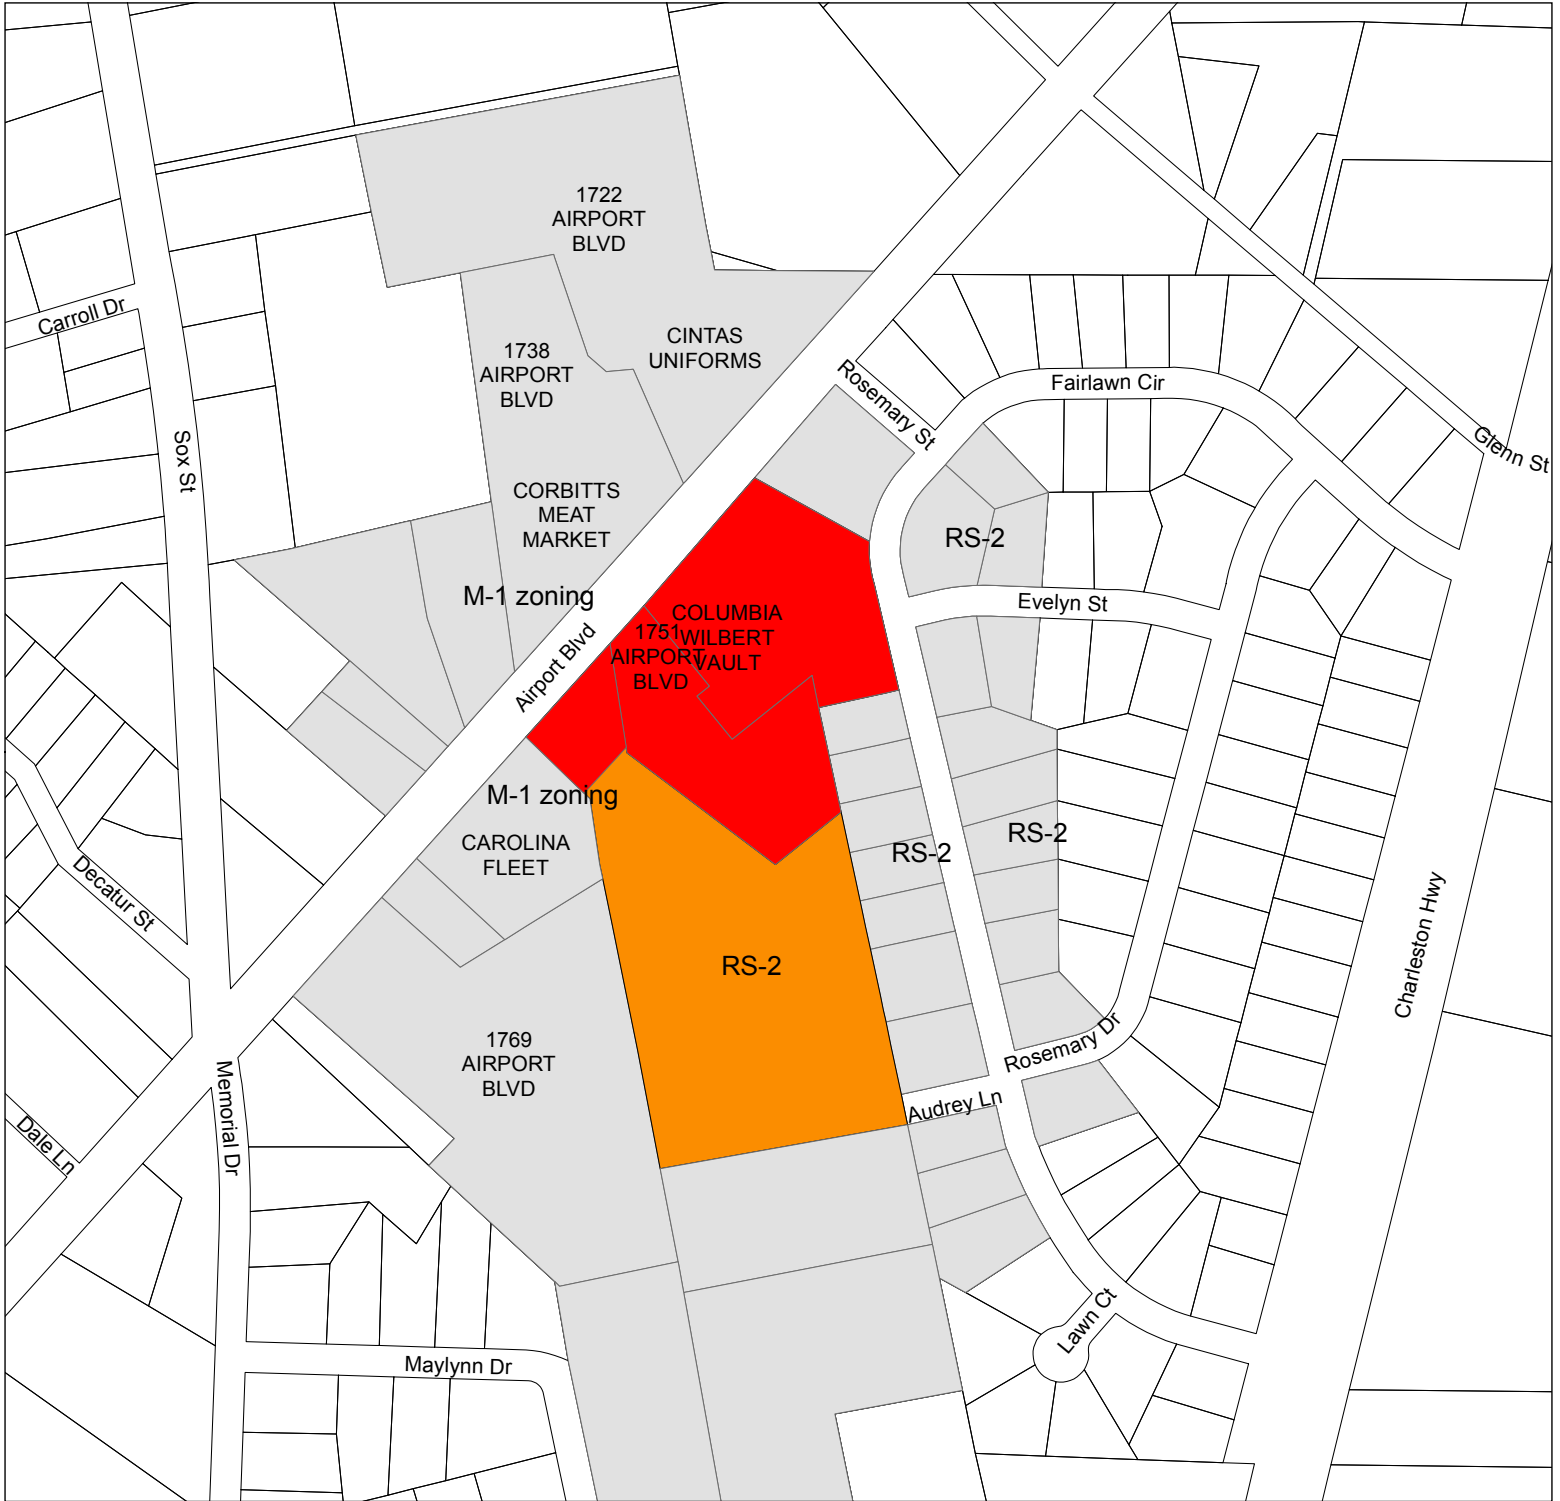 1722
AIRPORT
BLVD
Carroll Dr
CINTAS
UNIFORMS
1738
AIRPORT
BLVD
Rosemary St
Fairlawn Cir
Glenn St
Sox St
CORBITTS
MEAT
MARKET
RS-2
M-1 zoning
Evelyn St
COLUMBIA
WILBERT
VAULT
1751
AIRPORT
BLVD
Airport Blvd
M-1 zoning
CAROLINA
FLEET
RS-2
RS-2
Decatur St
Charleston Hwy
RS-2
1769
AIRPORT
BLVD
Rosemary Dr
Audrey Ln
Memorial Dr
Dale Ln
Lawn Ct
Maylynn Dr